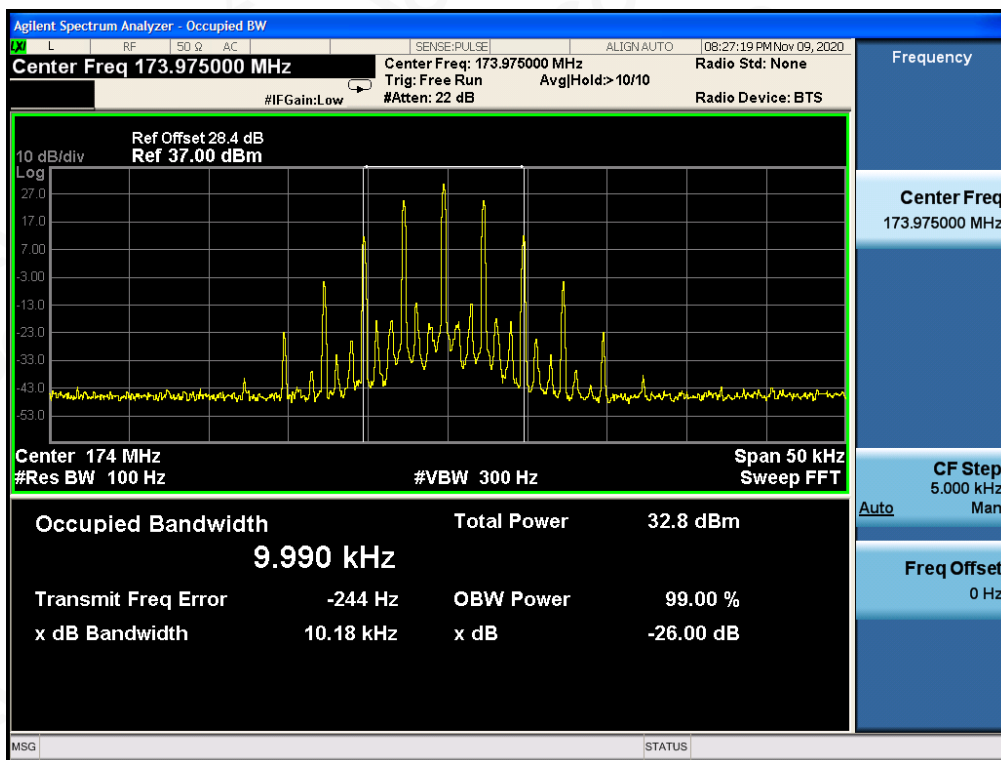 Agilent Spectrum Analyzer - Occupied BW
LXI L RF 50 Ω AC SENSE:PULSE ALIGN AUTO 08:27:19 PM Nov 09, 2020
Center Freq 173.975000 MHz
Center Freq: 173.975000 MHz
Radio Std: None
Trig: Free Run
Avg|Hold:> 10/10
#IFGain:Low
#Atten: 22 dB
Radio Device: BTS
Ref Offset 28.4 dB
10 dB/div
Ref 37.00 dBm
Log
27.0
17.0
7.00
-3.00
-13.0
-23.0
-33.0
-43.0
-53.0
Center 174 MHz
Span 50 kHz
#Res BW 100 Hz
#VBW 300 Hz
Sweep FFT
Occupied Bandwidth
Total Power
32.8 dBm
9.990 kHz
Transmit Freq Error
-244 Hz
OBW Power
99.00 %
x dB Bandwidth
10.18 kHz
x dB
-26.00 dB
Frequency
Center Freq
173.975000 MHz
CF Step
5.000 kHz
Auto Man
Freq Offset
0 Hz
MSG
STATUS